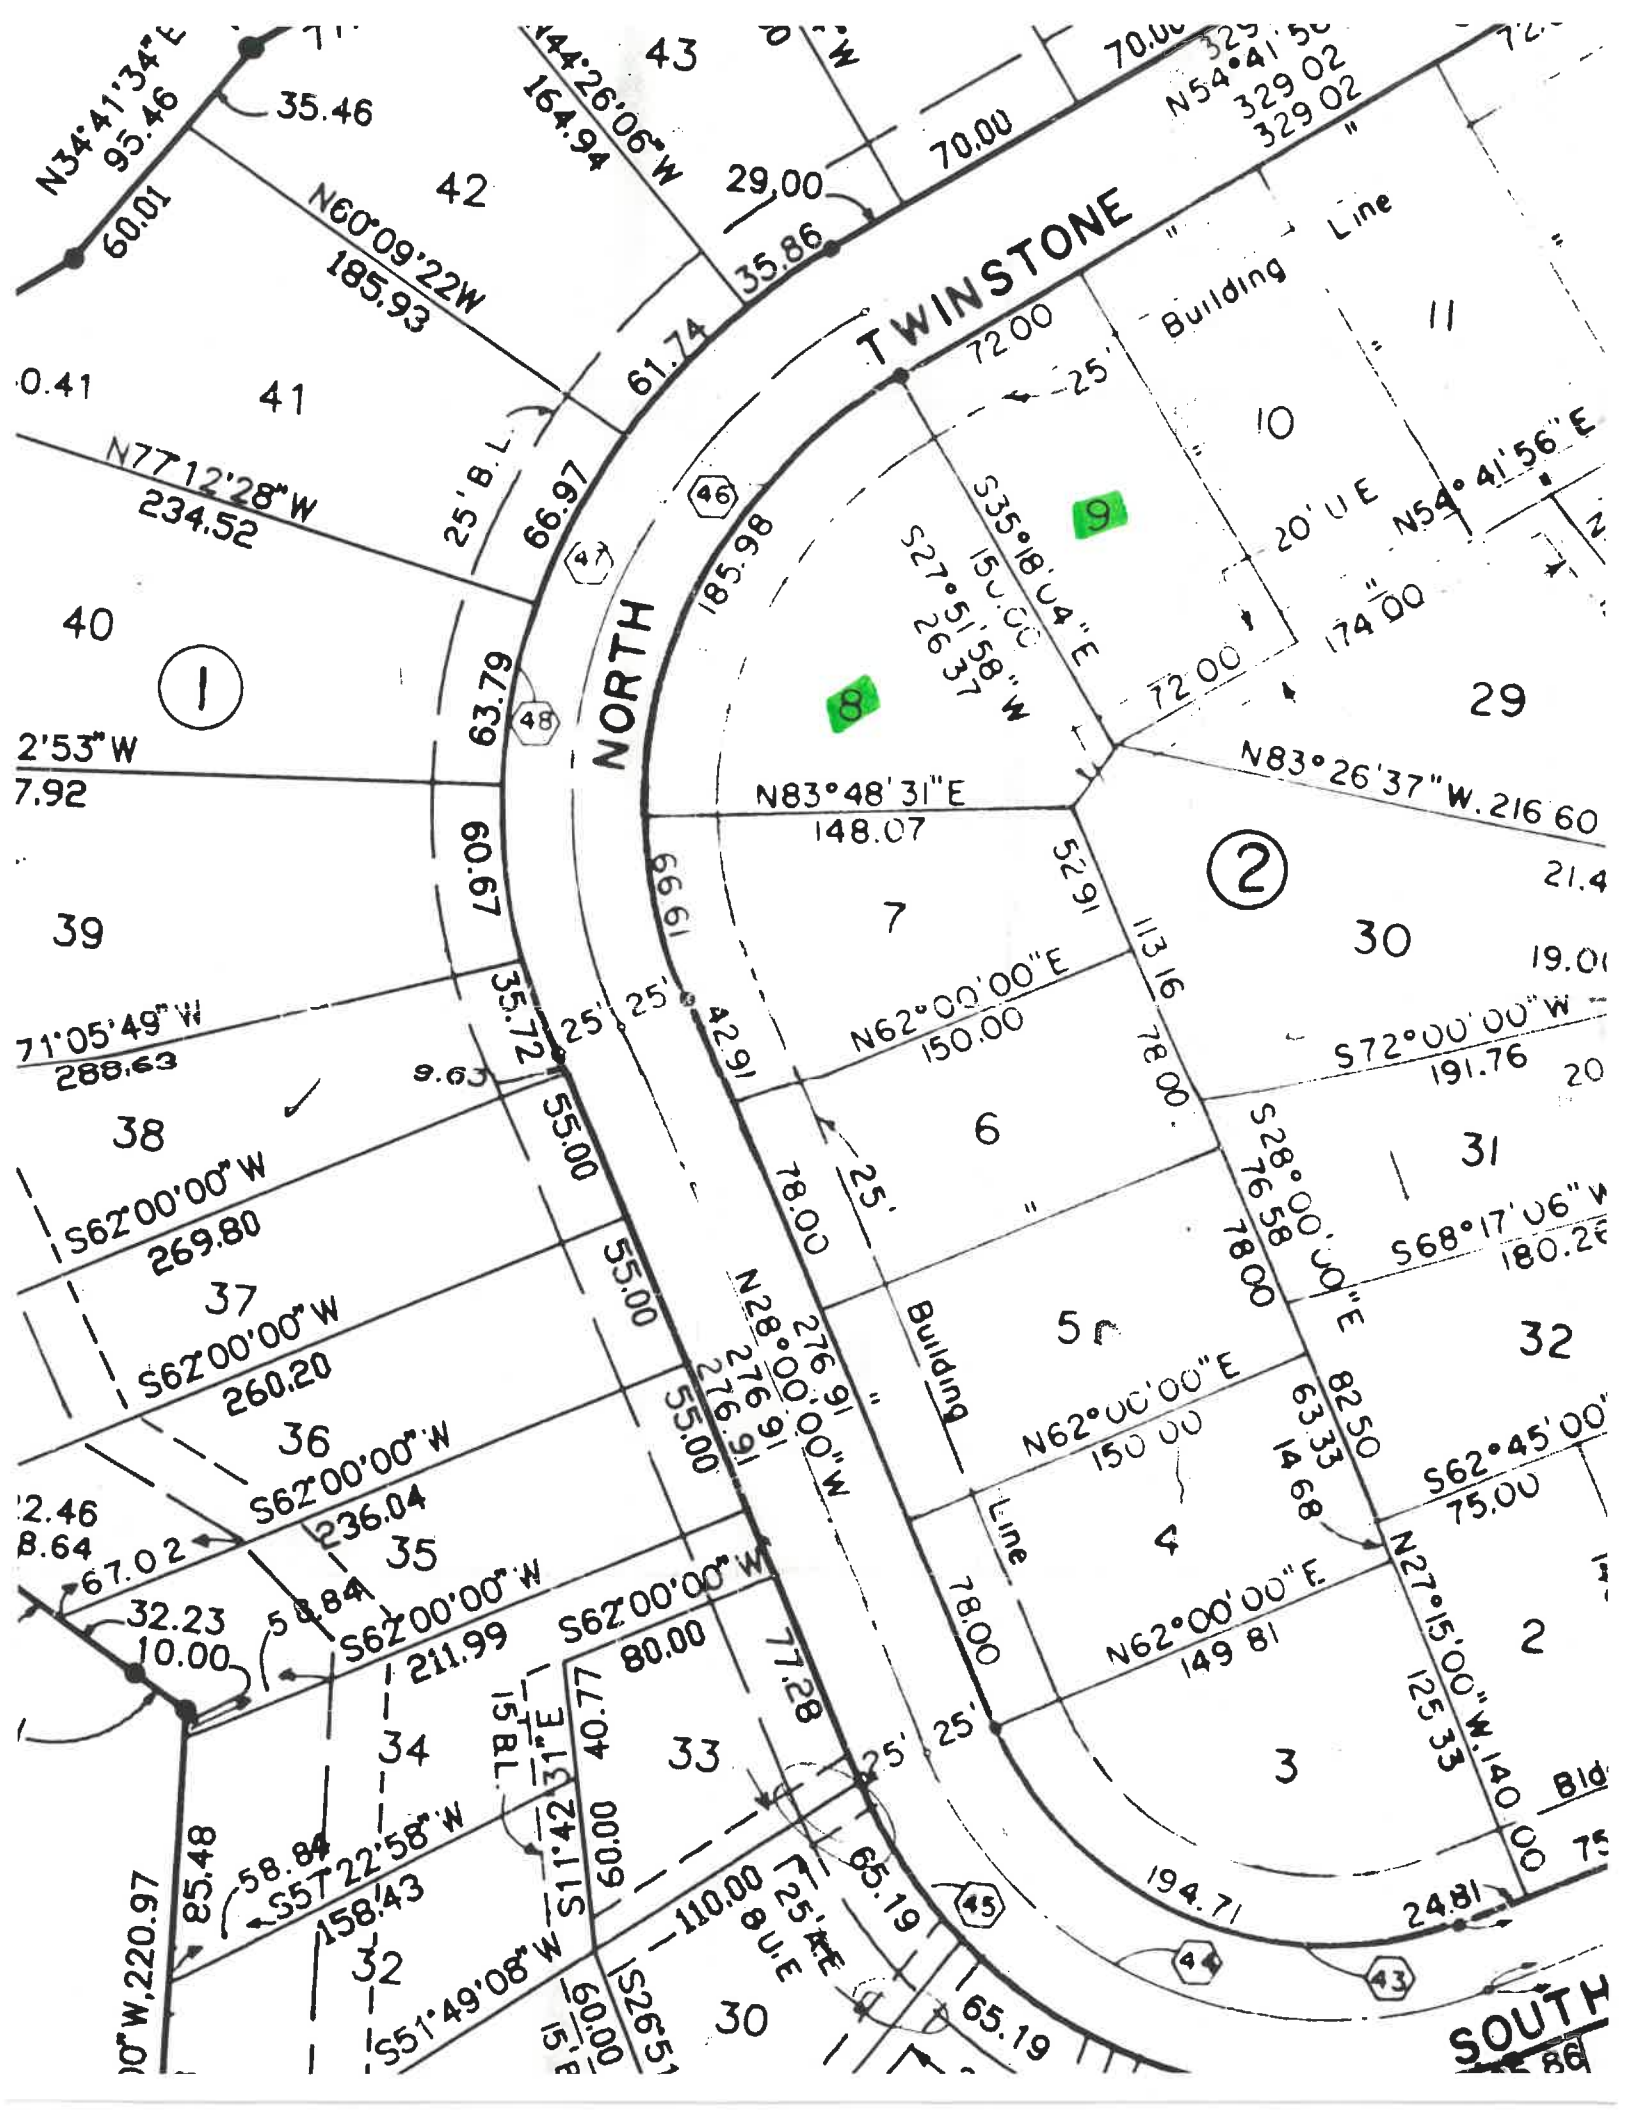 N34°41'34"E
95.46
60.01
35.46
42
N44°26'06"W
164.94
43
"W
70.00
N54°41'56
329 02
329 02
72.
29.00
70.00
35.86
N60°09'22W
185.93
TWINSTONE
72.00
"
"
Building Line
"
11
"
25'
0.41
41
61.74
N77°12'28"W
234.52
25' B.L.
66.97
46
47
185.98
S35°18'04"E
150.00
9
10
"
20' U E
N54°41'56"E
N
"
174 00
S27°51'58"W
26 37
8
72 00
29
40
1
63.79
48
NORTH
2'53"W
7.92
N83°48'31"E
148.07
N83°26'37"W. 216 60
21.4
60.67
66 61
52 91
2
7
39
113 16
30
19.0
35.72
25'
25'
42.91
N62°00'00"E
150.00
71°05'49"W
288.63
9.63
78 00
S72°00'00"W
191.76
20
38
55.00
6
S28°00'00"E
76 58
31
S62°00'00"W
269.80
78.00
25'
"
78 00
S68°17'06"W
180.26
37
55.00
Building
5
N28°00'00"W
276 91
276 91
276.91
"
32
S62°00'00"W
260.20
55.00
N62°00'00"E
150 00
82 50
63.33
14 68
36
S62°00'00"W
236.04
Line
4
S62°45'00"
75.00
2.46
8.64
67.02
35
32.23
10.00
58.84
S62°00'00"W
211.99
S62°00'00"W
80.00
77.28
78.00
N62°00'00"E
149 81
N27°15'00"W. 140 00
125 33
2
15' B L.
S11°42'31"E
40.77
34
33
25'
25'
3
Bld
75
85.48
58.84
S57°22'58"W
158.43
60.00
110.00
25' A.E
8 U.E
65.19
45
194.71
24.81
00"W, 220.97
32
S51°49'08"W
60.00
15'
S26°51
30
65.19
44
43
SOUTH
86